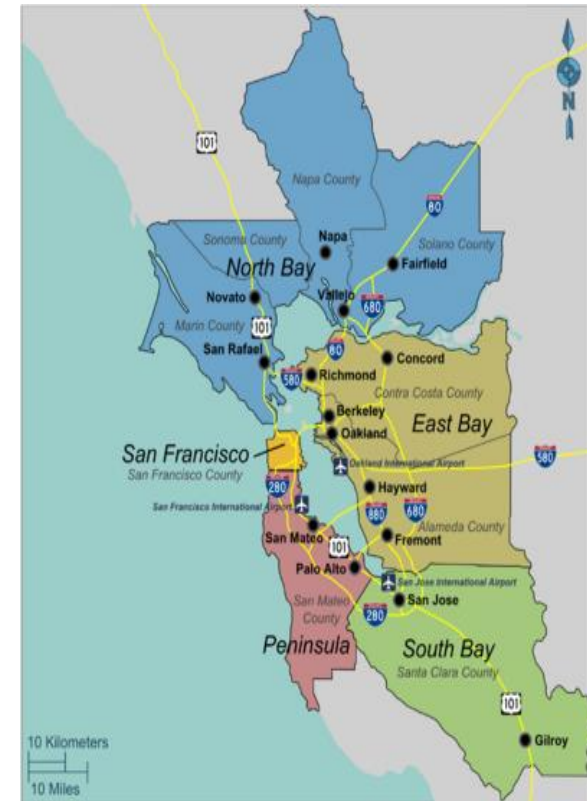 N
101
Napa County
80
Sonoma County
Napa
Solano County
North Bay
Fairfield
Novato
Vallejo
680
Marin County
101
San Rafael
80
Concord
580
Richmond
Contra Costa County
Berkeley
East Bay
Oakland
San Francisco
580
San Francisco County
Oakland International Airport
280
Hayward
San Francisco International Airport
880
680
Alameda County
San Mateo
101
Fremont
Palo Alto
San Jose International Airport
San Mateo
County
San Jose
280
Peninsula
South Bay
Santa Clara County
101
10 Kilometers
Gilroy
10 Miles